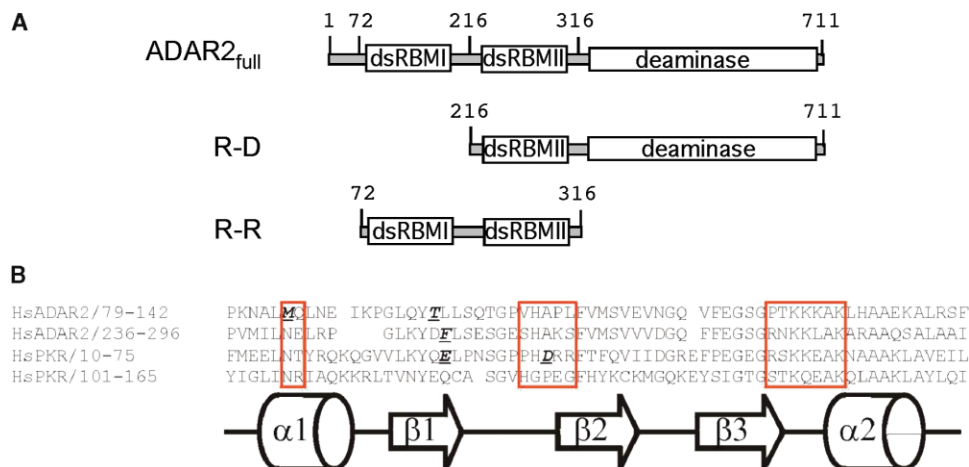 A
1 72 216 316 711
ADAR2full dsRBMI dsRBMII deaminase
216 711
R-D dsRBMII deaminase
72 316
R-R dsRBMI dsRBMII
B
HsADAR2/79-142 PKNALMQLNE IKPGLQYTLLSQTGPVHAPLFVMSVEVNGQ VFEGSGPTKKKAKLHAAEKALRSF
HsADAR2/236-296 PVMILNELRP GLKYDFLSESGESHAKSFVMSVVVDGQ FFEGSGRNKKLAKARAAQSALAAI
HsPKR/10-75 FMEELNTYRQKQGVVLKYQELPNSGPPHDRRFTFQVIIDGREFPEGEGRSKKEAKNAAAKLAVEIL
HsPKR/101-165 YIGLINRIAQKKRLTVNYEQCASGVHGPEGFHYKCKMGQKEYSIGTGSTKQEAKQLAAKLAYLQI
α1 β1 β2 β3 α2